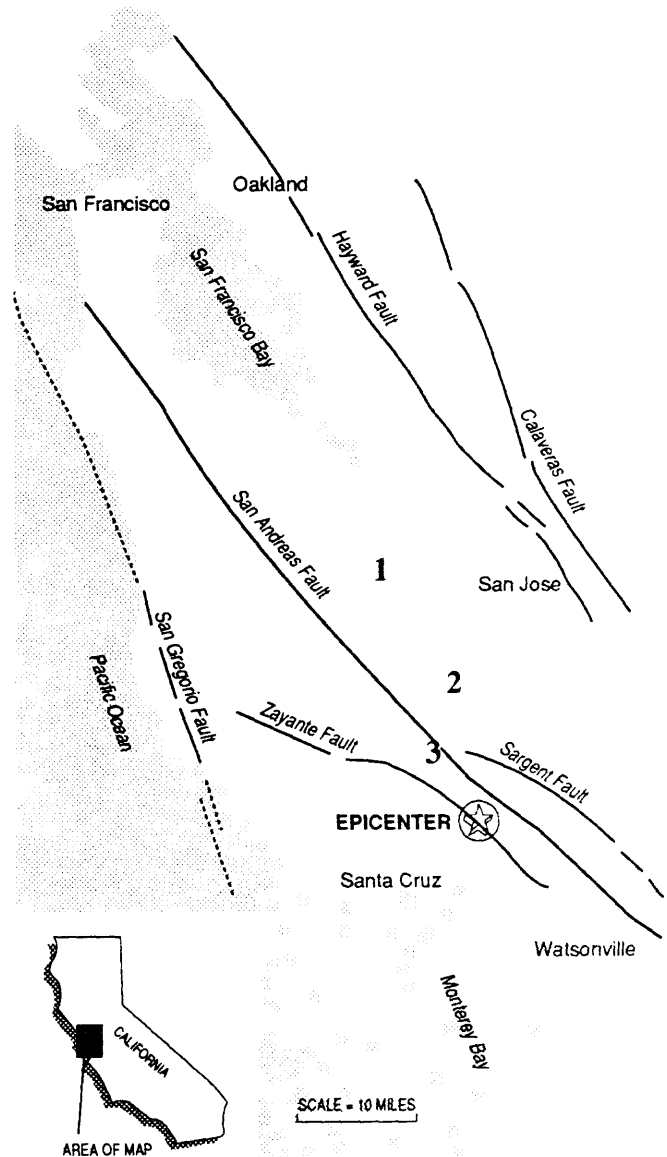 Oakland
San Francisco
San Francisco Bay
Hayward Fault
Calaveras Fault
San Andreas Fault
1
San Jose
San Gregorio Fault
Pacific Ocean
2
Zayante Fault
3
Sargent Fault
EPICENTER
Santa Cruz
Watsonville
Monterey Bay
CALIFORNIA
SCALE = 10 MILES
AREA OF MAP